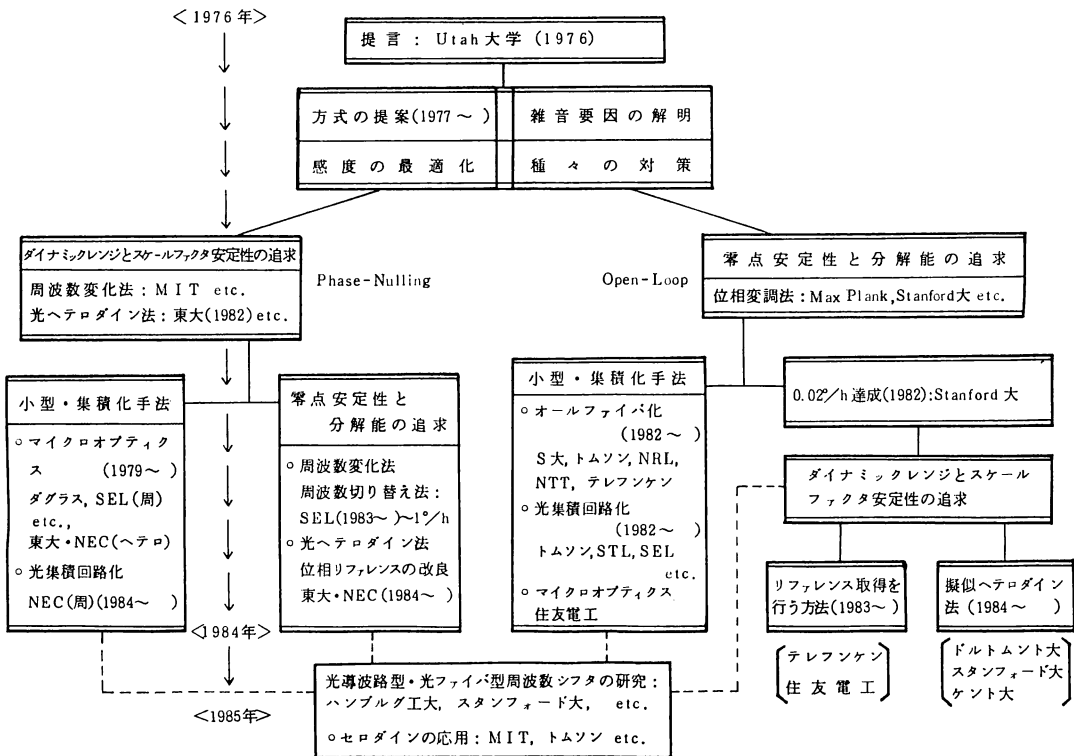 <1976年>
提言： Utah大学 (1976)
方式の提案(1977～ )
雑音要因の解明
感度の最適化
種々の対策
ダイナミックレンジとスケールファクタ安定性の追求
周波数変化法：MIT etc.
光ヘテロダイン法：東大(1982)etc.
Phase-Nulling
Open-Loop
零点安定性と分解能の追求
位相変調法：Max Plank,Stanford大 etc.
小型・集積化手法
○マイクロオプティク
ス (1979～ )
ダグラス，SEL(周)
etc.,
東大・NEC(ヘテロ)
○光集積回路化
NEC(周)(1984～ )
零点安定性と
分解能の追求
○周波数変化法
周波数切り替え法：
SEL(1983～)～1°/h
○光ヘテロダイン法
位相リファレンスの改良
東大・NEC(1984～ )
小型・集積化手法
○オールファイバ化
(1982～ )
S大，トムソン，NRL,
NTT, テレフンケン
○光集積回路化
(1982～ )
トムソン,STL,SEL
etc.
○マイクロオプティクス
住友電工
0.02°/h達成(1982):Stanford大
ダイナミックレンジとスケール
ファクタ安定性の追求
リファレンス取得を
行う方法(1983～ )
擬似ヘテロダイン
法 (1984～ )
テレフンケン
住友電工
ドルトムント大
スタンフォード大
ケント大
<1984年>
<1985年>
光導波路型・光ファイバ型周波数シフタの研究：
ハンブルグ工大，スタンフォード大， etc.
○セロダインの応用：MIT, トムソン etc.